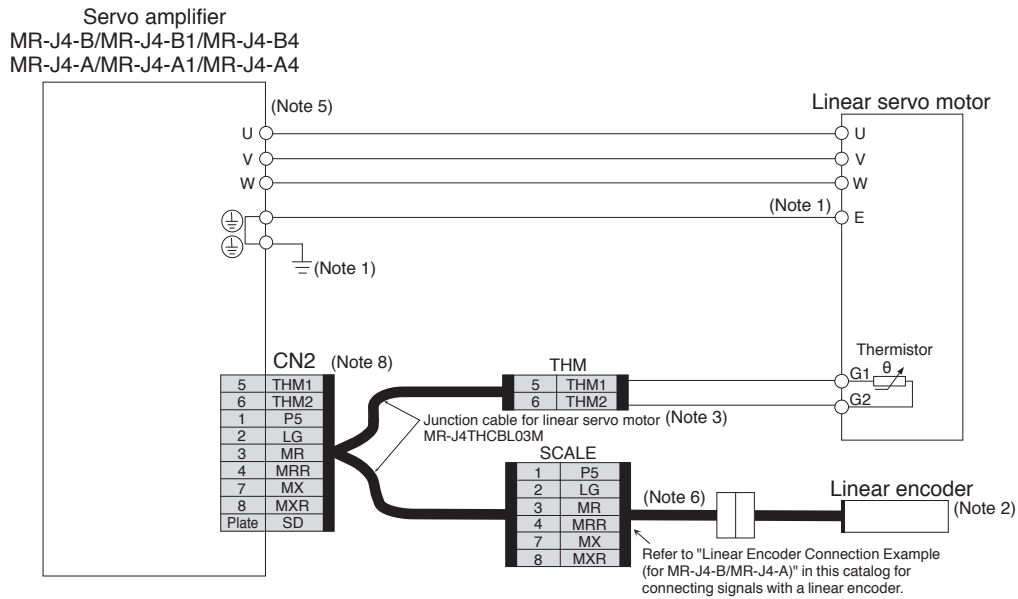 Servo amplifier
MR-J4-B/MR-J4-B1/MR-J4-B4
MR-J4-A/MR-J4-A1/MR-J4-A4
(Note 5)
Linear servo motor
U U
V V
W W
(Note 1) E
(Note 1)
CN2 (Note 8)
5 THM1
6 THM2
1 P5
2 LG
3 MR
4 MRR
7 MX
8 MXR
Plate SD
THM
5 THM1
6 THM2
Thermistor
G1 θ
G2
Junction cable for linear servo motor (Note 3)
MR-J4THCBL03M
SCALE
1 P5
2 LG
3 MR
4 MRR
7 MX
8 MXR
(Note 6)
Linear encoder
(Note 2)
Refer to "Linear Encoder Connection Example
(for MR-J4-B/MR-J4-A)" in this catalog for
connecting signals with a linear encoder.